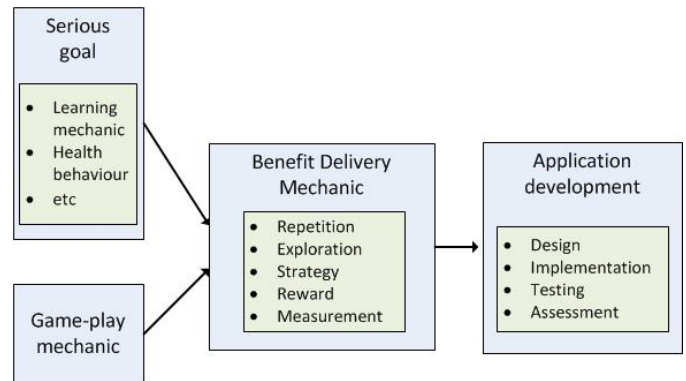 Serious
goal
• Learning
mechanic
• Health
behaviour
• etc
Game-play
mechanic
Benefit Delivery
Mechanic
• Repetition
• Exploration
• Strategy
• Reward
• Measurement
Application
development
• Design
• Implementation
• Testing
• Assessment